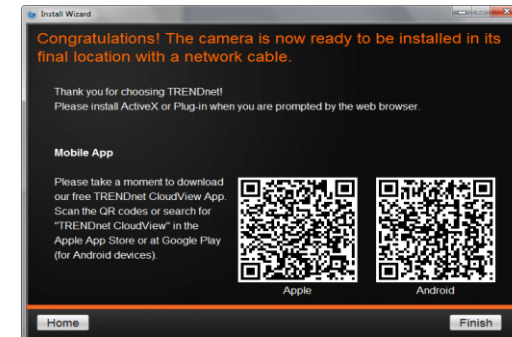 Install Wizard
Congratulations! The camera is now ready to be installed in its
final location with a network cable.
Thank you for choosing TRENDnet!
Please install ActiveX or Plug-in when you are prompted by the web browser.
Mobile App
Please take a moment to download
our free TRENDnet CloudView App.
Scan the QR codes or search for
"TRENDnet CloudView" in the
Apple App Store or at Google Play
(for Android devices).
Apple
Android
Home
Finish